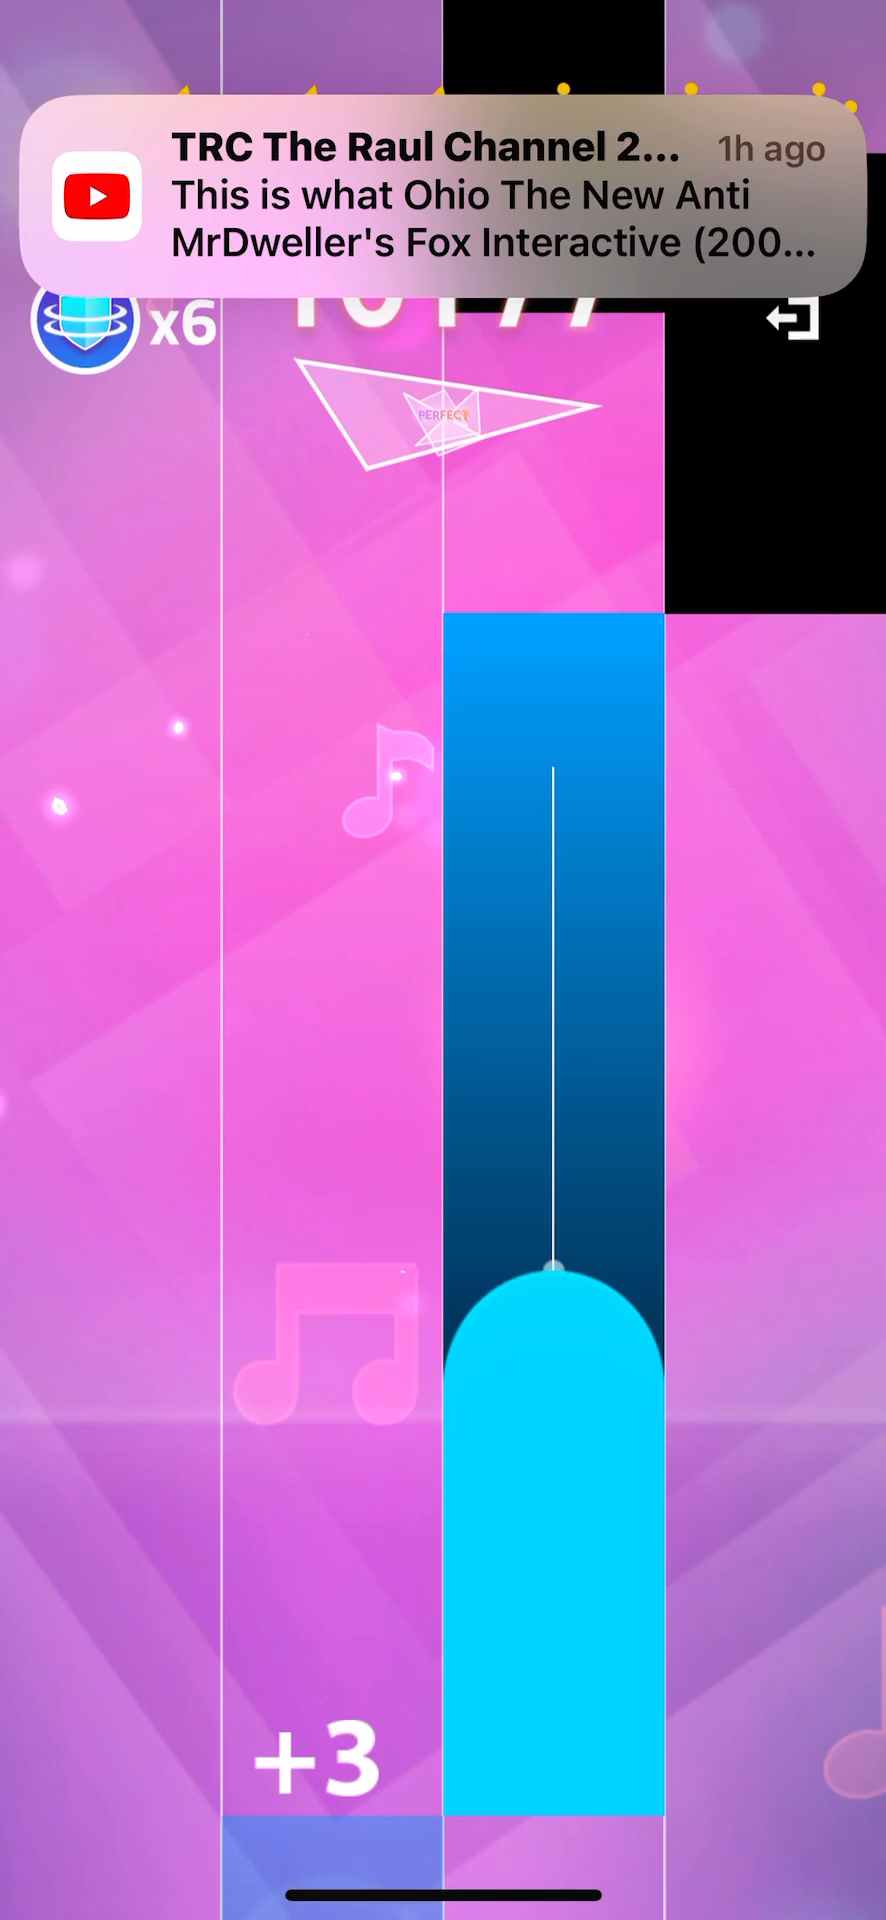 TRC The Raul Channel 2... 1h ago
This is what Ohio The New Anti
MrDweller's Fox Interactive (200...
x6
PERFECT
+3